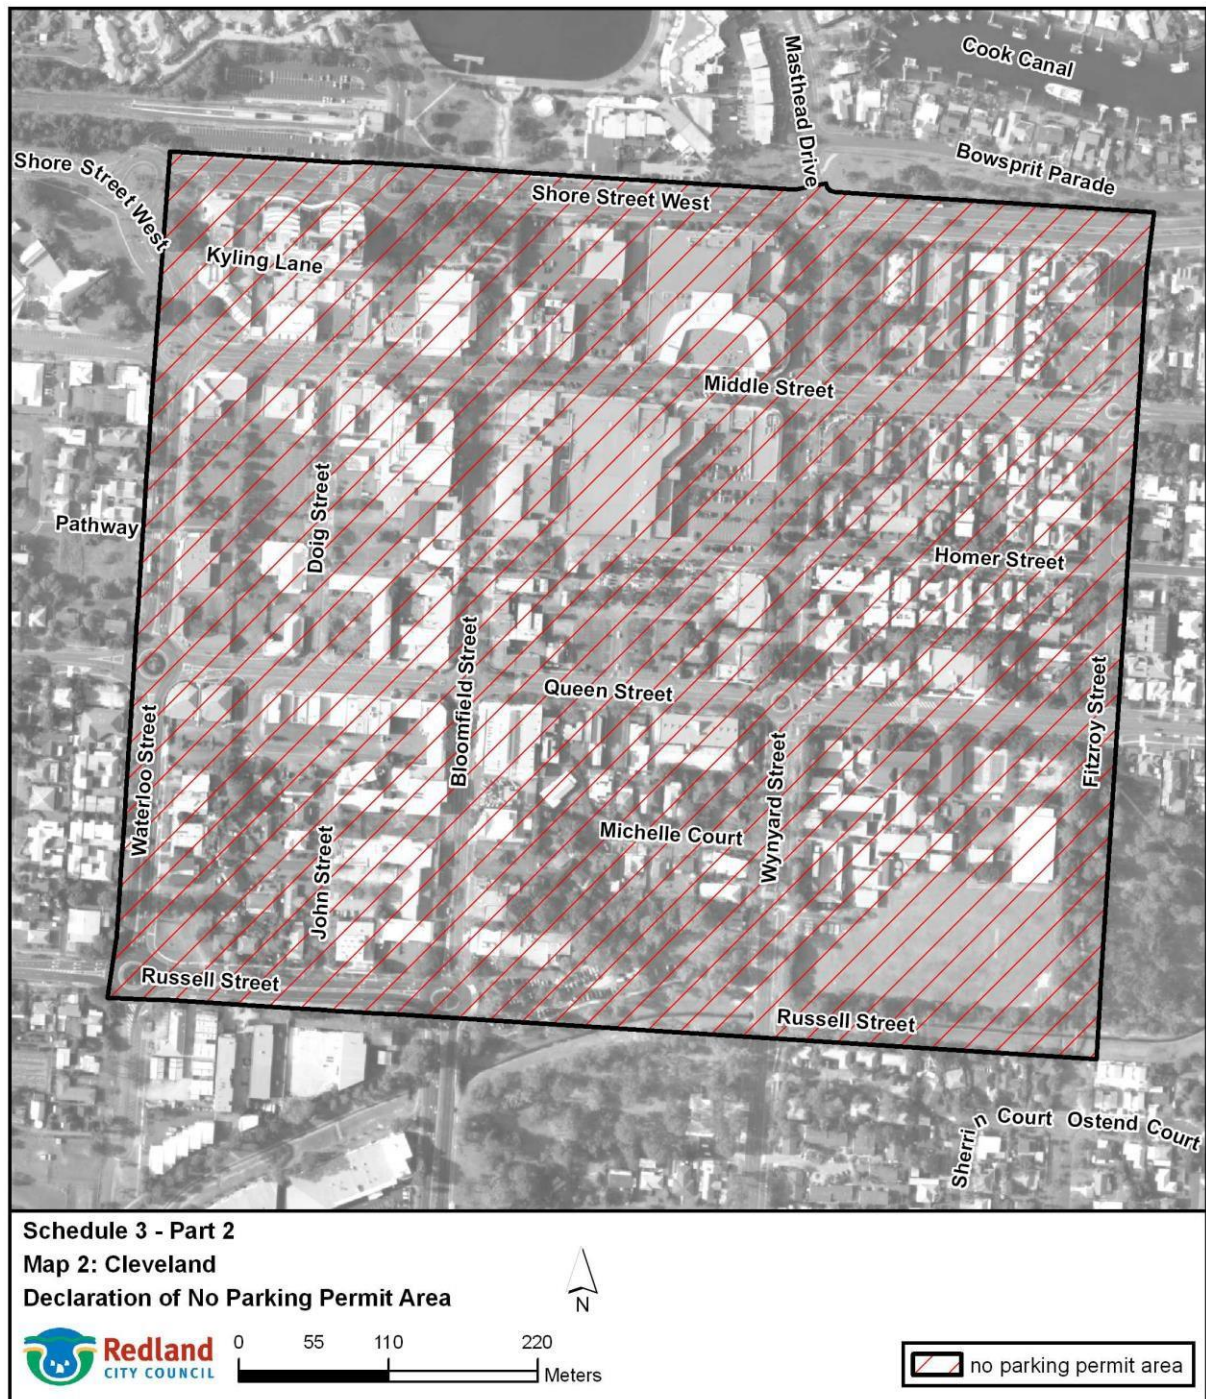 Cook Canal
Masthead Drive
Bowsprit Parade
Shore Street West
Shore Street West
Kyling Lane
Middle Street
Doig Street
Pathway
Homer Street
Bloomfield Street
Queen Street
Fitzroy Street
Waterloo Street
Wynyard Street
Michelle Court
John Street
Russell Street
Russell Street
Sherrin Court
Ostend Court
Schedule 3 - Part 2
Map 2: Cleveland
Declaration of No Parking Permit Area
N
Redland
CITY COUNCIL
0 55 110 220
Meters
no parking permit area